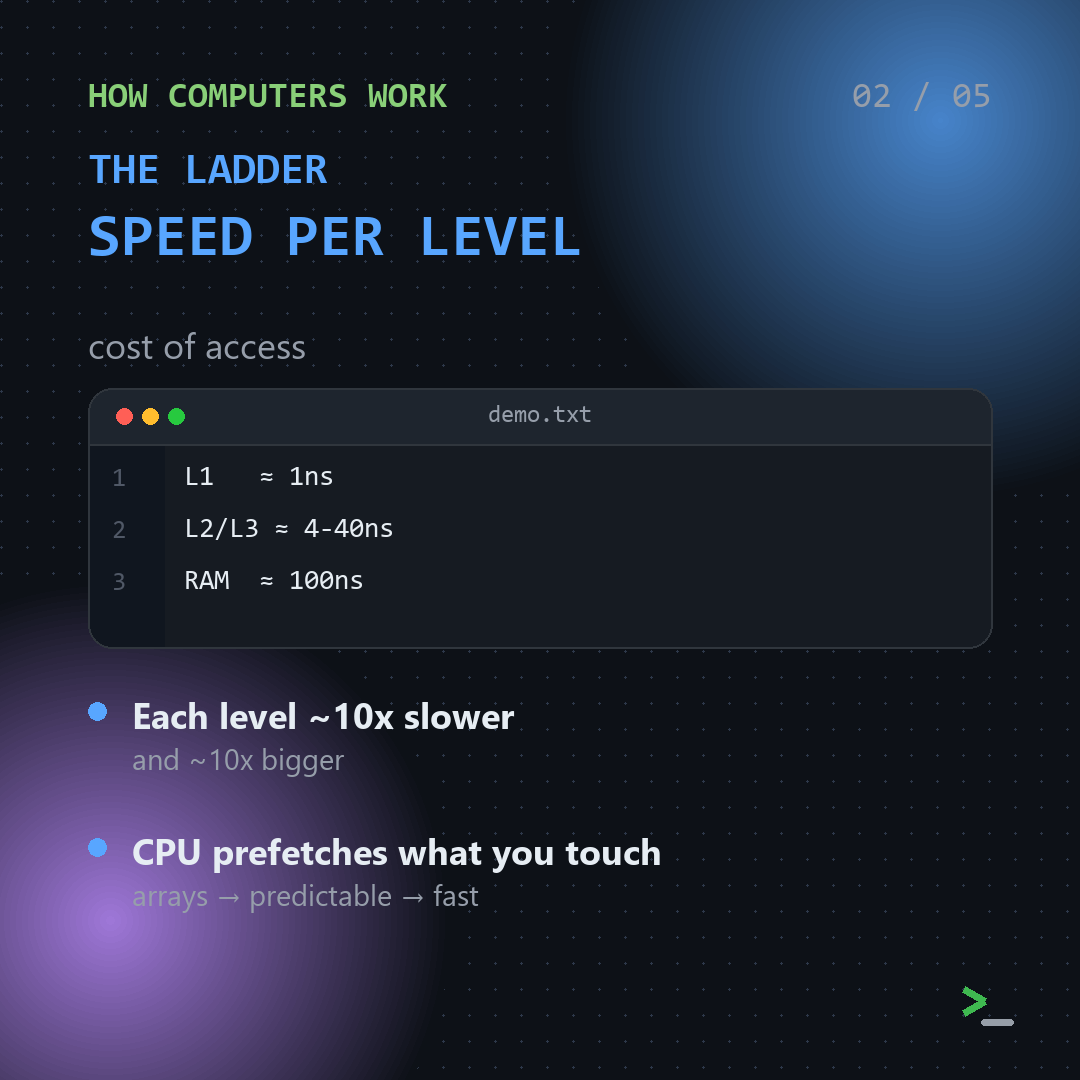 HOW COMPUTERS WORK
02 / 05
THE LADDER
SPEED PER LEVEL
cost of access
demo.txt
1 L1   ≈ 1ns
2 L2/L3 ≈ 4-40ns
3 RAM  ≈ 100ns
Each level ~10x slower
and ~10x bigger
CPU prefetches what you touch
arrays → predictable → fast
>_